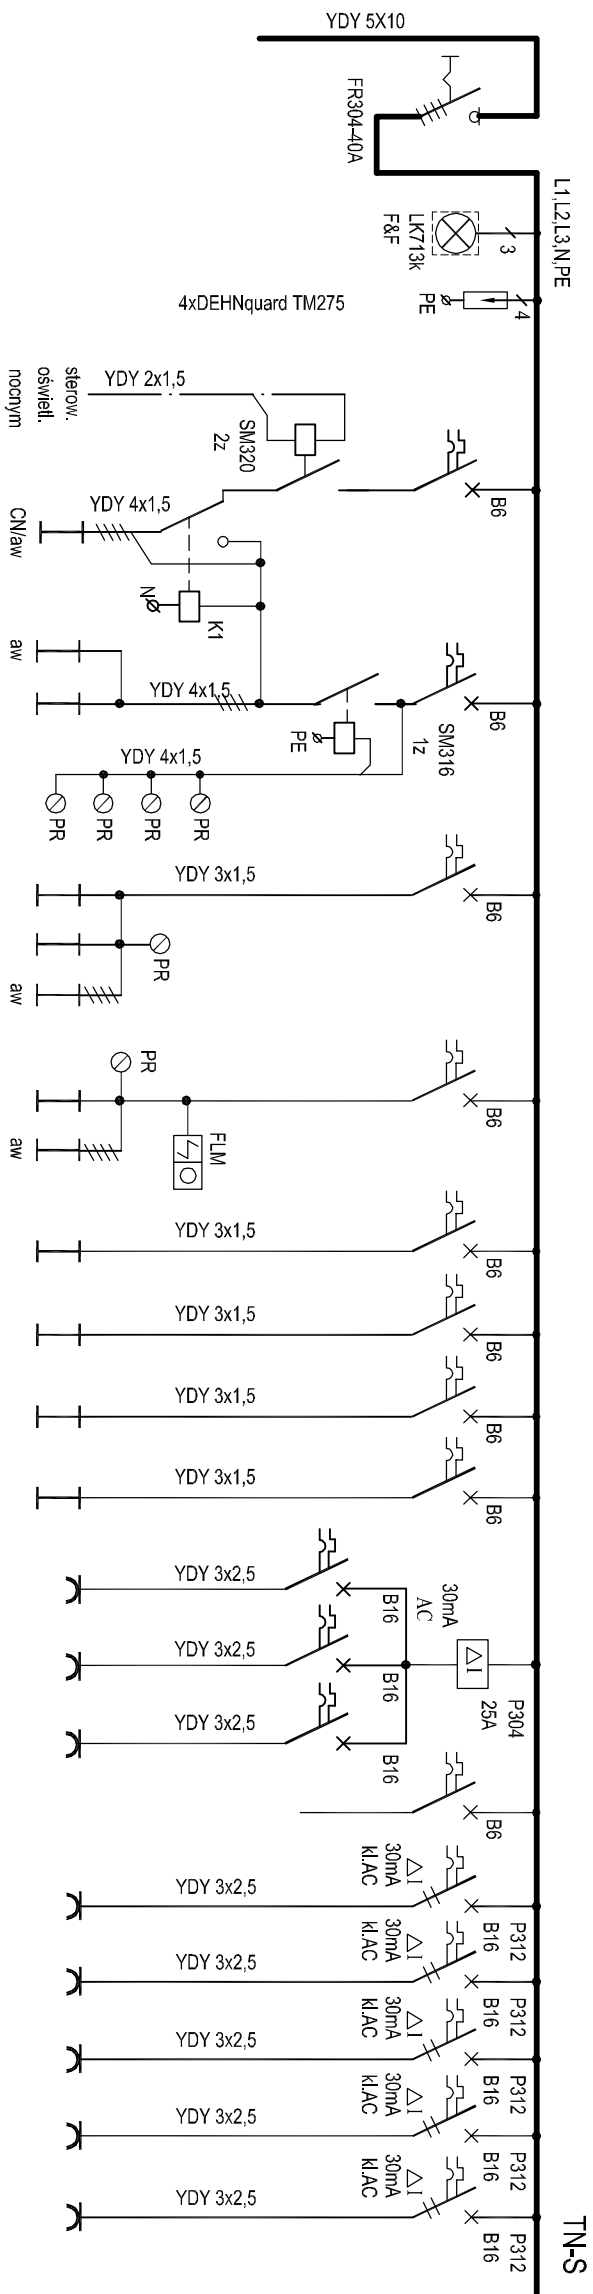 YDY 5X10
FR304-40A
L1,L2,L3,N,PE
3
LK713k
F&F
4
PE
4xDEHNquard TM275
YDY 2x1,5
sterow.
oświetl.
nocnym
SM320
2z
B6
YDY 4x1,5
CN/aw
N
K1
aw
YDY 4x1,5
B6
SM316
1z
PE
YDY 4x1,5
PR
PR
PR
PR
YDY 3x1,5
B6
PR
aw
PR
B6
FLM
aw
YDY 3x1,5
B6
YDY 3x1,5
B6
YDY 3x1,5
B6
YDY 3x1,5
B6
30mA
AC
P304
25A
YDY 3x2,5
B16
YDY 3x2,5
B16
YDY 3x2,5
B16
B6
YDY 3x2,5
30mA
kl.AC
ΔI
P312
B16
YDY 3x2,5
30mA
kl.AC
ΔI
P312
B16
YDY 3x2,5
30mA
kl.AC
ΔI
P312
B16
YDY 3x2,5
30mA
kl.AC
ΔI
P312
B16
YDY 3x2,5
30mA
kl.AC
ΔI
P312
B16
ΔI
TN-S